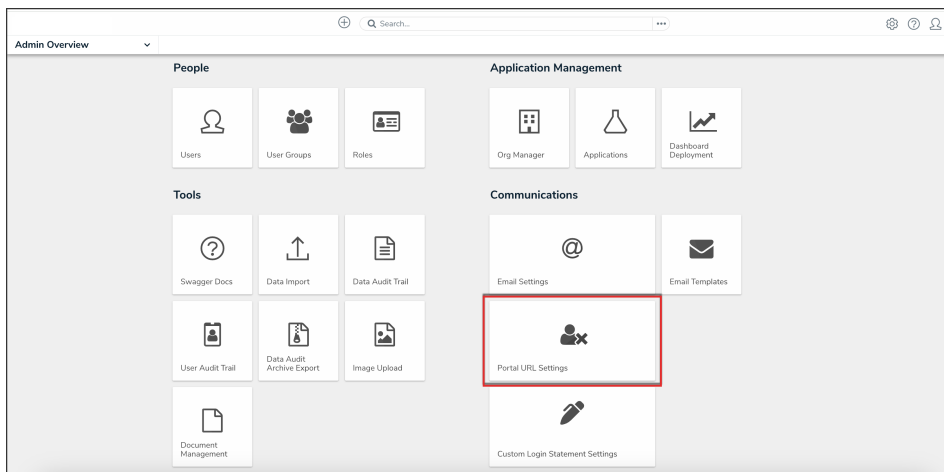 Search...
Admin Overview
People
Application Management
Users
User Groups
Roles
Org Manager
Applications
Dashboard
Deployment
Tools
Communications
Swagger Docs
Data Import
Data Audit Trail
Email Settings
Email Templates
User Audit Trail
Data Audit
Archive Export
Image Upload
Portal URL Settings
Document
Management
Custom Login Statement Settings